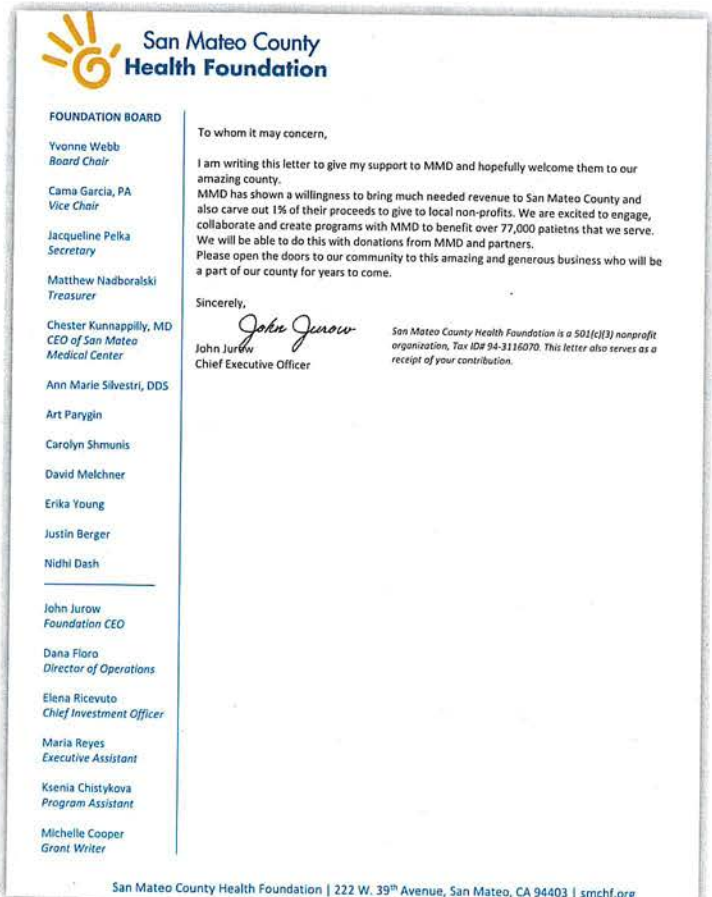 San Mateo County
Health Foundation
FOUNDATION BOARD
Yvonne Webb
Board Chair
Cama Garcia, PA
Vice Chair
Jacqueline Pelka
Secretary
Matthew Nadboralski
Treasurer
Chester Kunnappilly, MD
CEO of San Mateo
Medical Center
Ann Marie Silvestri, DDS
Art Parygin
Carolyn Shmunis
David Melchner
Erika Young
Justin Berger
Nidhi Dash
John Jurow
Foundation CEO
Dana Floro
Director of Operations
Elena Ricevuto
Chief Investment Officer
Maria Reyes
Executive Assistant
Ksenia Chistykova
Program Assistant
Michelle Cooper
Grant Writer
To whom it may concern,
I am writing this letter to give my support to MMD and hopefully welcome them to our
amazing county.
MMD has shown a willingness to bring much needed revenue to San Mateo County and
also carve out 1% of their proceeds to give to local non-profits. We are excited to engage,
collaborate and create programs with MMD to benefit over 77,000 patietns that we serve.
We will be able to do this with donations from MMD and partners.
Please open the doors to our community to this amazing and generous business who will be
a part of our county for years to come.
Sincerely,
John Jurow
John Jurow
Chief Executive Officer
San Mateo County Health Foundation is a 501(c)(3) nonprofit
organization, Tax ID# 94-3116070. This letter also serves as a
receipt of your contribution.
San Mateo County Health Foundation | 222 W. 39th Avenue, San Mateo, CA 94403 | smchf.org